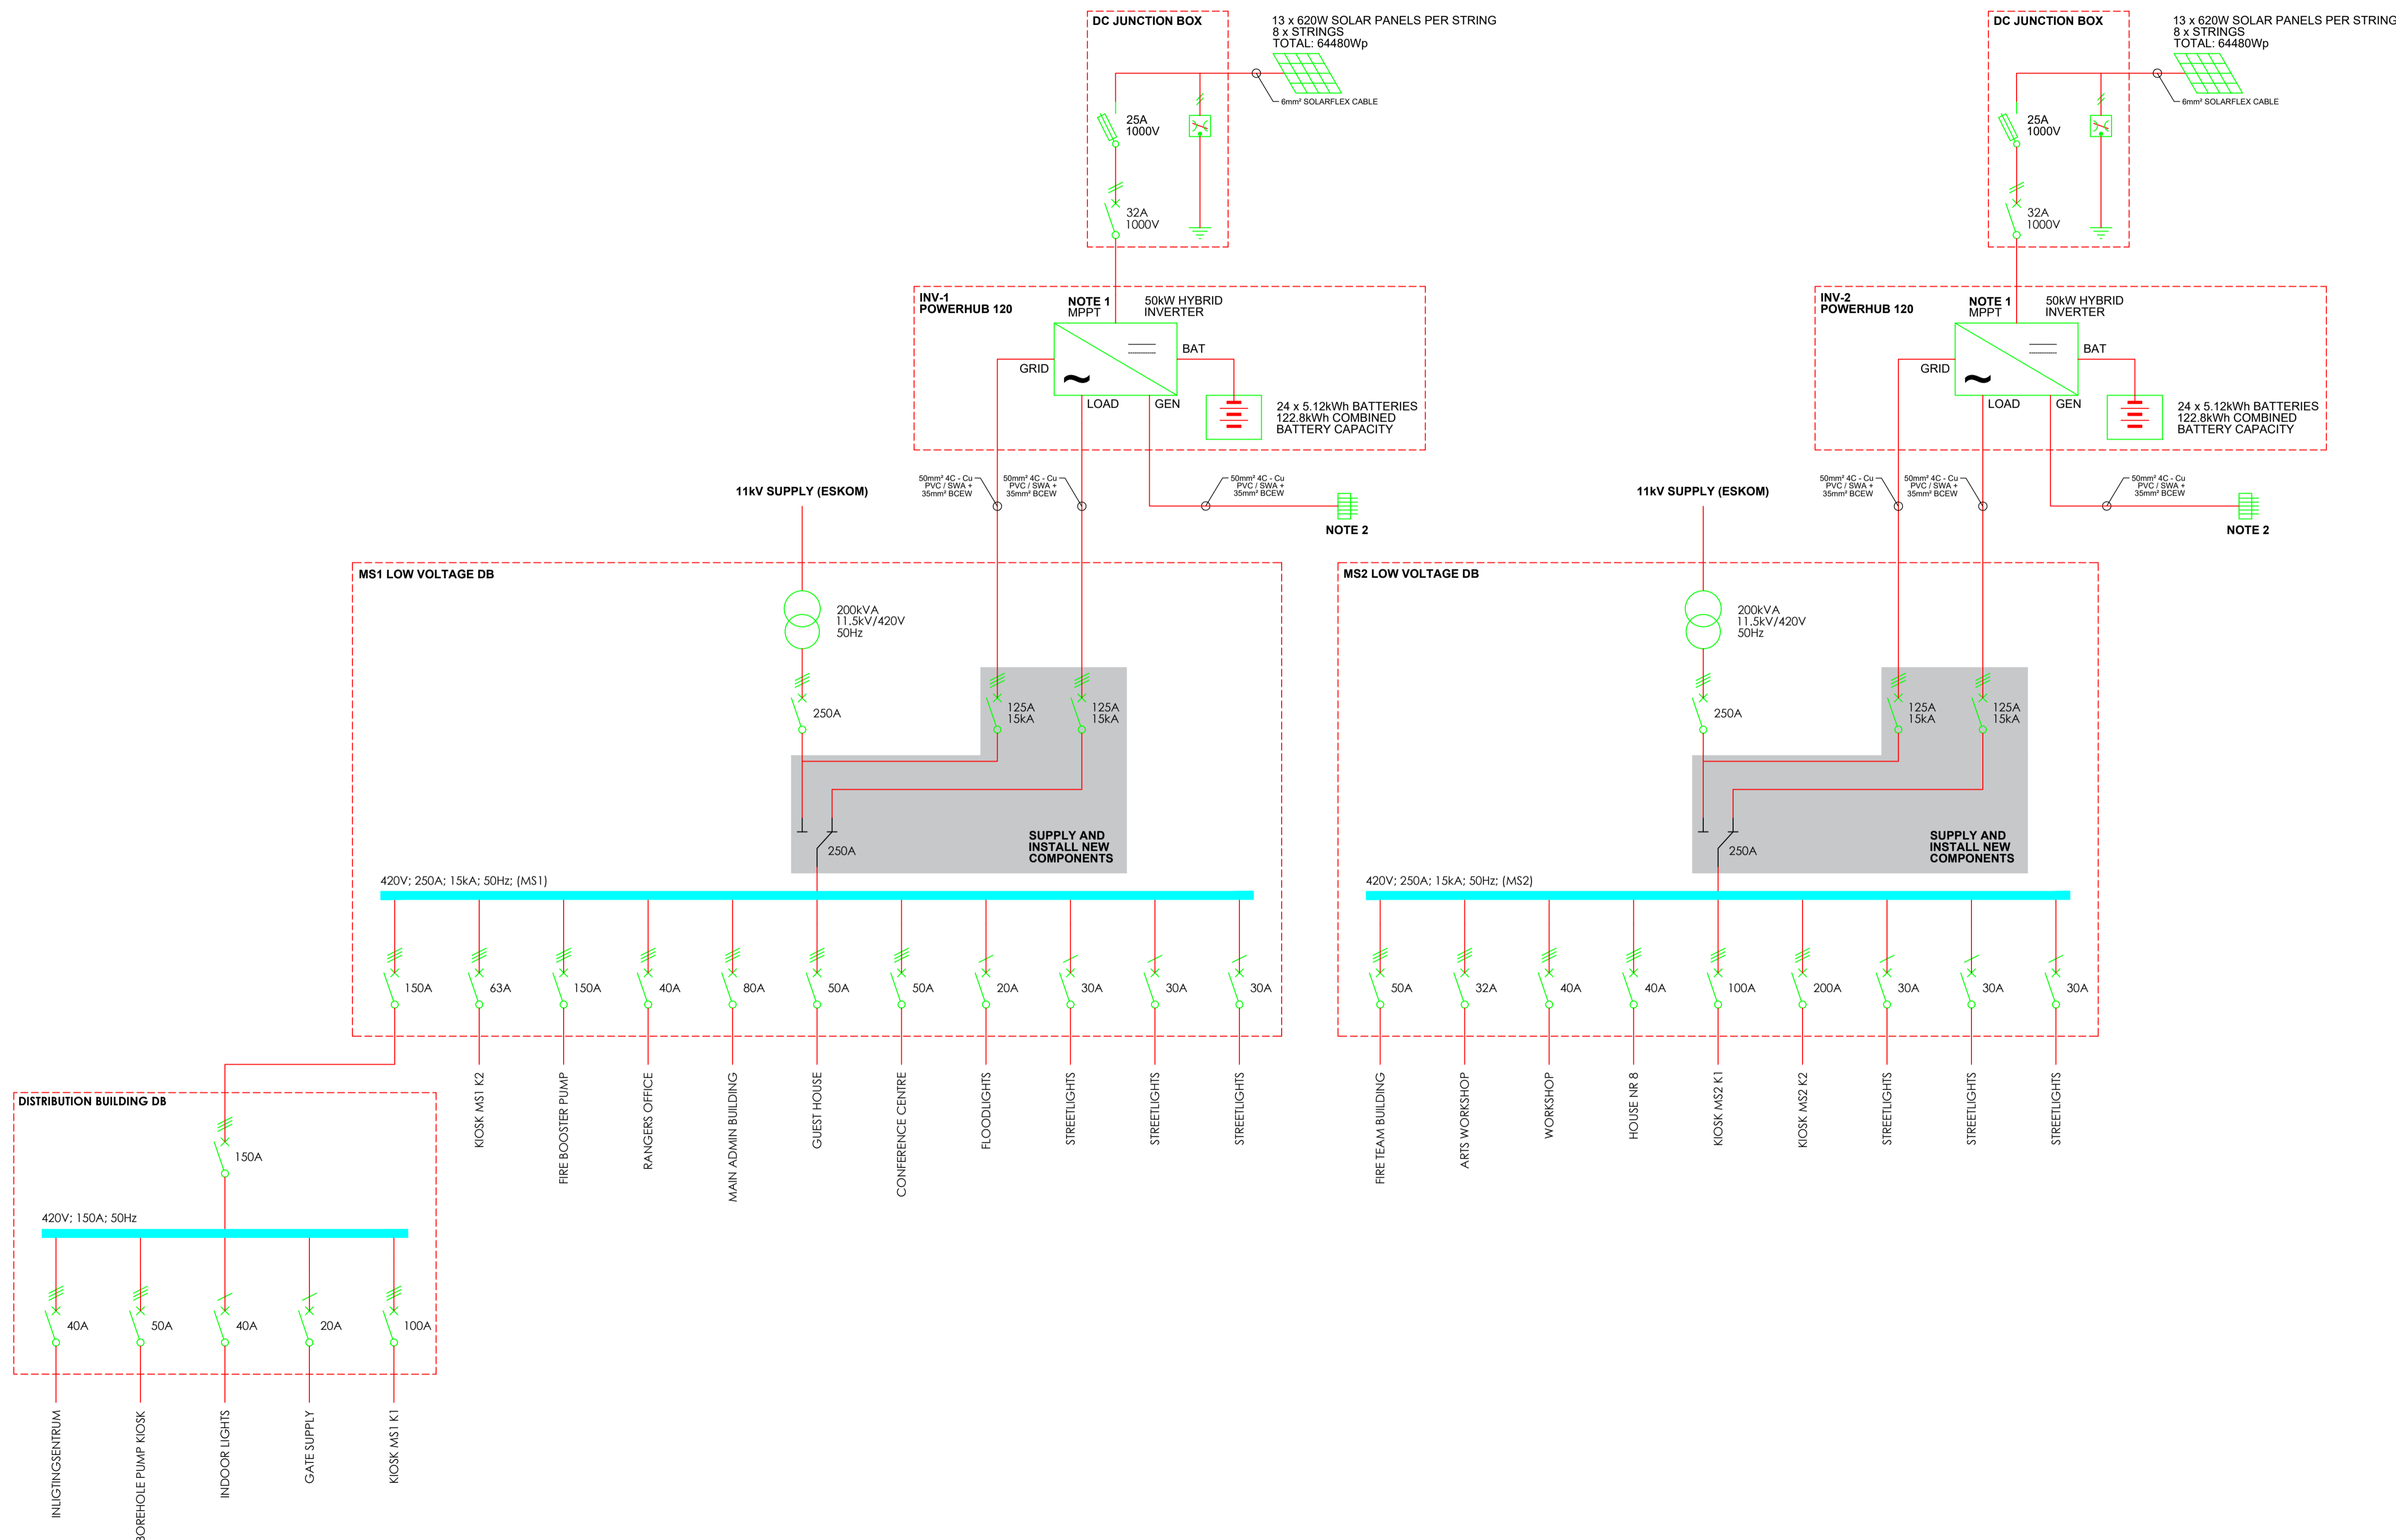 DC JUNCTION BOX
13 x 620W SOLAR PANELS PER STRING
8 x STRINGS
TOTAL: 64480Wp
6mm² SOLARFLEX CABLE
25A
1000V
32A
1000V
INV-1
POWERHUB 120
NOTE 1
MPPT
50kW HYBRID
INVERTER
BAT
GRID
LOAD
GEN
24 x 5.12kWh BATTERIES
122.8kWh COMBINED
BATTERY CAPACITY
50mm² 4C - Cu
PVC / SWA +
35mm² BCEW
50mm² 4C - Cu
PVC / SWA +
35mm² BCEW
50mm² 4C - Cu
PVC / SWA +
35mm² BCEW
NOTE 2
11kV SUPPLY (ESKOM)
MS1 LOW VOLTAGE DB
200kVA
11.5kV/420V
50Hz
250A
125A
15kA
125A
15kA
250A
SUPPLY AND
INSTALL NEW
COMPONENTS
420V; 250A; 15kA; 50Hz; (MS1)
150A
63A
150A
40A
80A
50A
50A
20A
30A
30A
30A
KIOSK MS1 K2
FIRE BOOSTER PUMP
RANGERS OFFICE
MAIN ADMIN BUILDING
GUEST HOUSE
CONFERENCE CENTRE
FLOODLIGHTS
STREETLIGHTS
STREETLIGHTS
STREETLIGHTS
DISTRIBUTION BUILDING DB
150A
420V; 150A; 50Hz
40A
50A
40A
20A
100A
INLIGTINGSENTRUM
BOREHOLE PUMP KIOSK
INDOOR LIGHTS
GATE SUPPLY
KIOSK MS1 K1
DC JUNCTION BOX
13 x 620W SOLAR PANELS PER STRING
8 x STRINGS
TOTAL: 64480Wp
6mm² SOLARFLEX CABLE
25A
1000V
32A
1000V
INV-2
POWERHUB 120
NOTE 1
MPPT
50kW HYBRID
INVERTER
BAT
GRID
LOAD
GEN
24 x 5.12kWh BATTERIES
122.8kWh COMBINED
BATTERY CAPACITY
50mm² 4C - Cu
PVC / SWA +
35mm² BCEW
50mm² 4C - Cu
PVC / SWA +
35mm² BCEW
50mm² 4C - Cu
PVC / SWA +
35mm² BCEW
NOTE 2
11kV SUPPLY (ESKOM)
MS2 LOW VOLTAGE DB
200kVA
11.5kV/420V
50Hz
250A
125A
15kA
125A
15kA
250A
SUPPLY AND
INSTALL NEW
COMPONENTS
420V; 250A; 15kA; 50Hz; (MS2)
50A
32A
40A
40A
100A
200A
30A
30A
30A
FIRE TEAM BUILDING
ARTS WORKSHOP
WORKSHOP
HOUSE NR 8
KIOSK MS2 K1
KIOSK MS2 K2
STREETLIGHTS
STREETLIGHTS
STREETLIGHTS